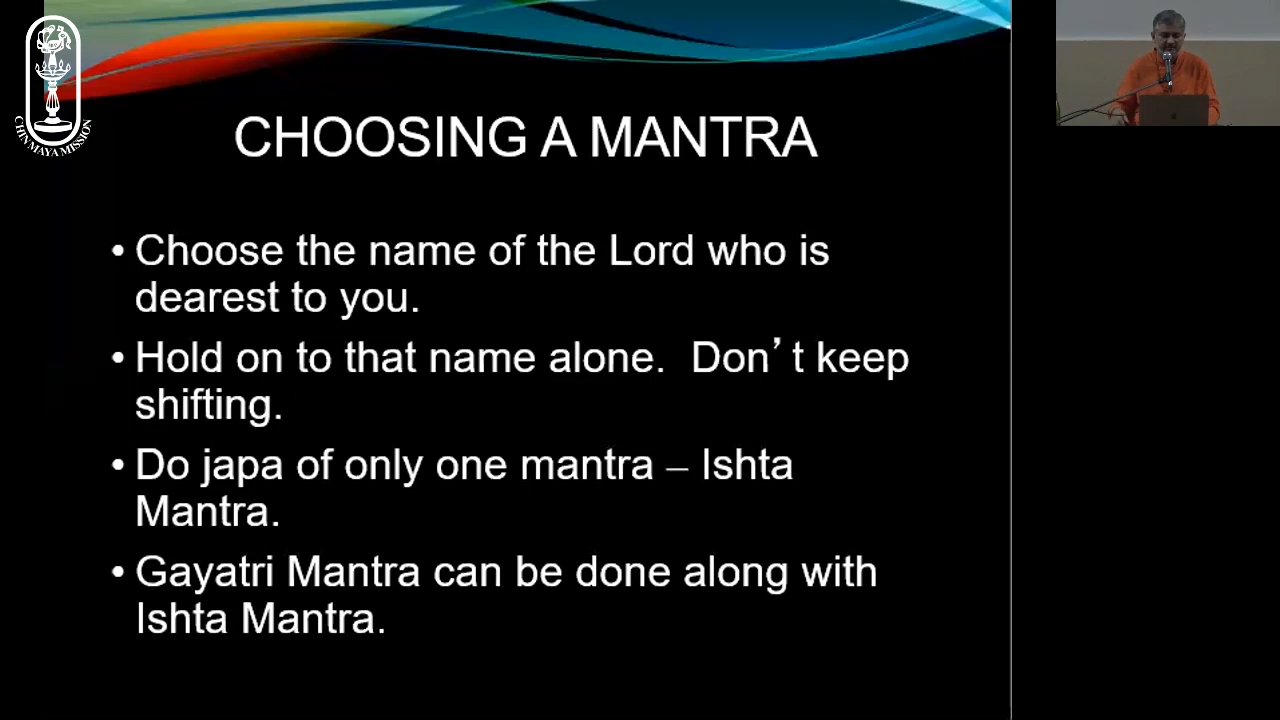 CHINMAYA MISSION
CHOOSING A MANTRA
• Choose the name of the Lord who is
dearest to you.
• Hold on to that name alone.  Don’t keep
shifting.
• Do japa of only one mantra – Ishta
Mantra.
• Gayatri Mantra can be done along with
Ishta Mantra.